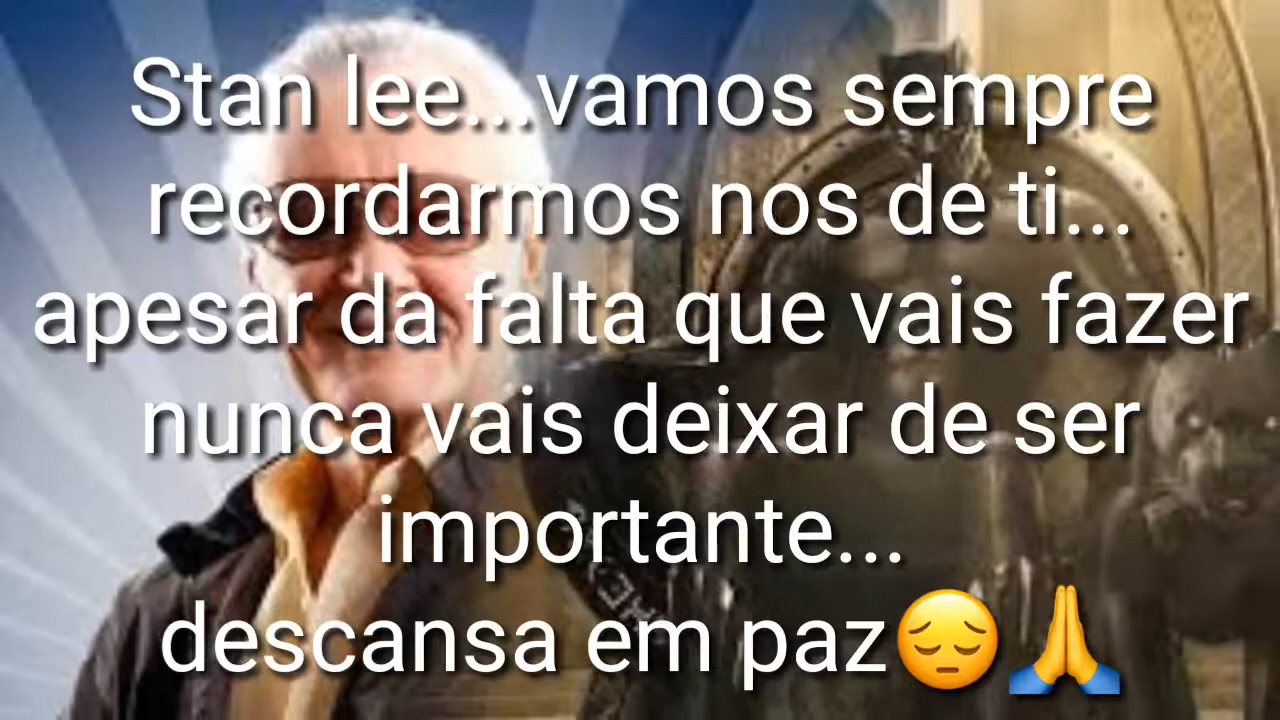 Stan lee...vamos sempre
recordarmos nos de ti...
apesar da falta que vais fazer
nunca vais deixar de ser
importante...
descansa em paz😔🙏